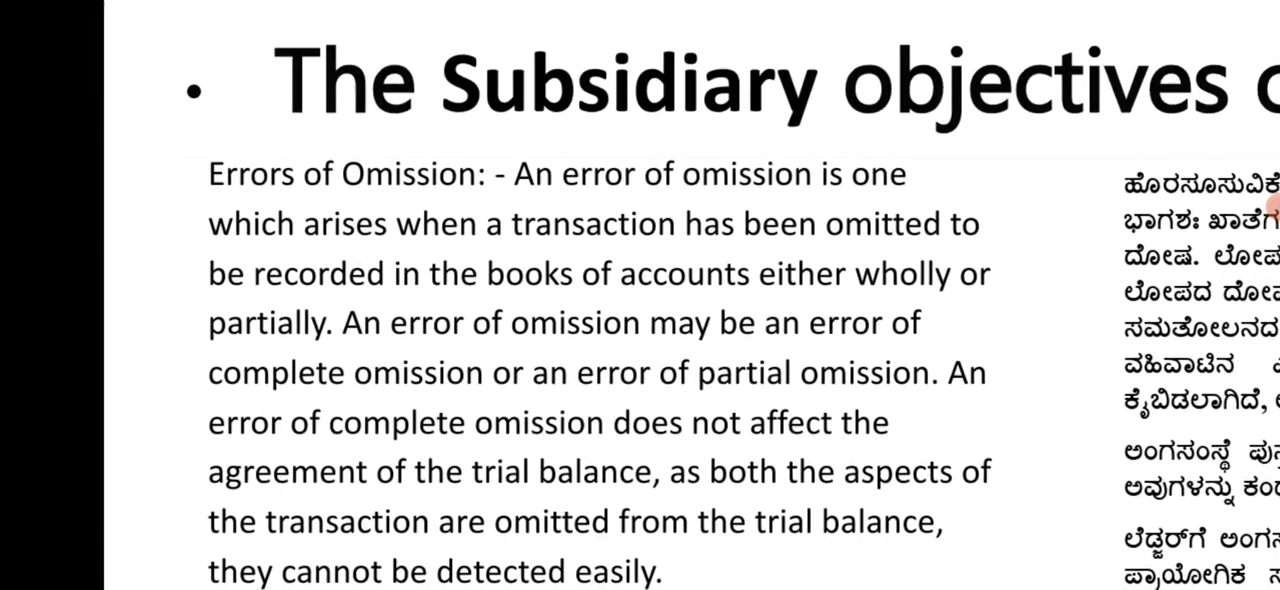 • The Subsidiary objectives
Errors of Omission: - An error of omission is one
which arises when a transaction has been omitted to
be recorded in the books of accounts either wholly or
partially. An error of omission may be an error of
complete omission or an error of partial omission. An
error of complete omission does not affect the
agreement of the trial balance, as both the aspects of
the transaction are omitted from the trial balance,
they cannot be detected easily.
ಹೊರಸೂಸುವಿಕೆ
ಭಾಗಶಃ
ದೋಷ.
ಲೋಪದ
ಸಮತೋಲನದ
ವಹಿವಾಟಿನ
ಕೈಬಿಡಲಾಗಿದೆ,
ಅಂಗಸಂಸ್ಥೆ
ಅವುಗಳನ್ನು
ಲೆಡ್ಜರ್‌ಗೆ
ಪ್ರಾಯೋಗಿಕ